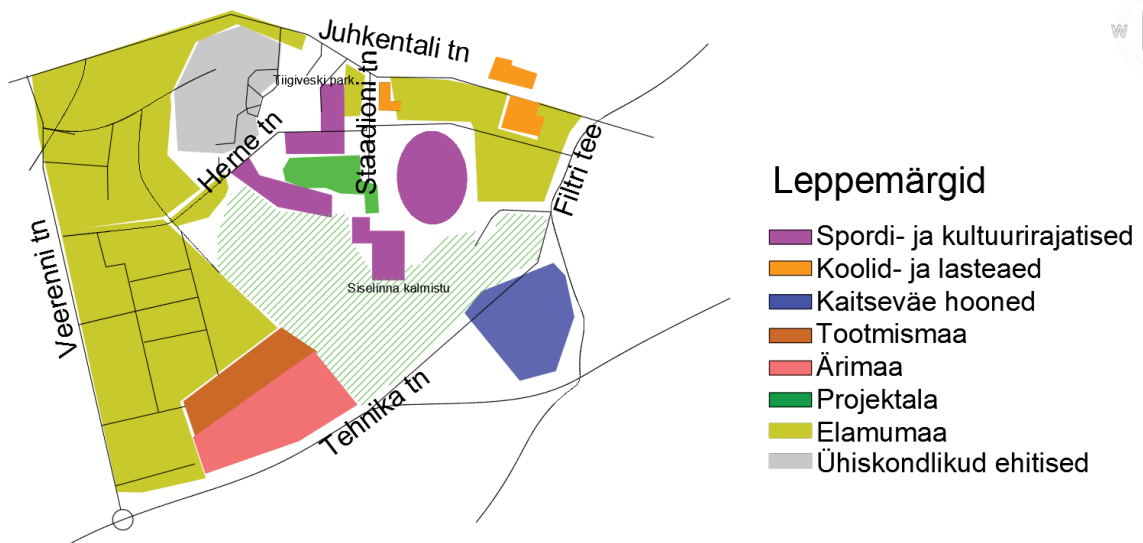 Juhkentali tn
W
Tiigiveski park
Staadioni tn
Herne tn
Filtri tee
Veerenni tn
Siselinna kalmistu
Tehnika tn
Leppemärgid
Spordi- ja kultuurirajatised
Koolid- ja lasteaed
Kaitseväe hooned
Tootmismaa
Ärimaa
Projektala
Elamumaa
Ühiskondlikud ehitised